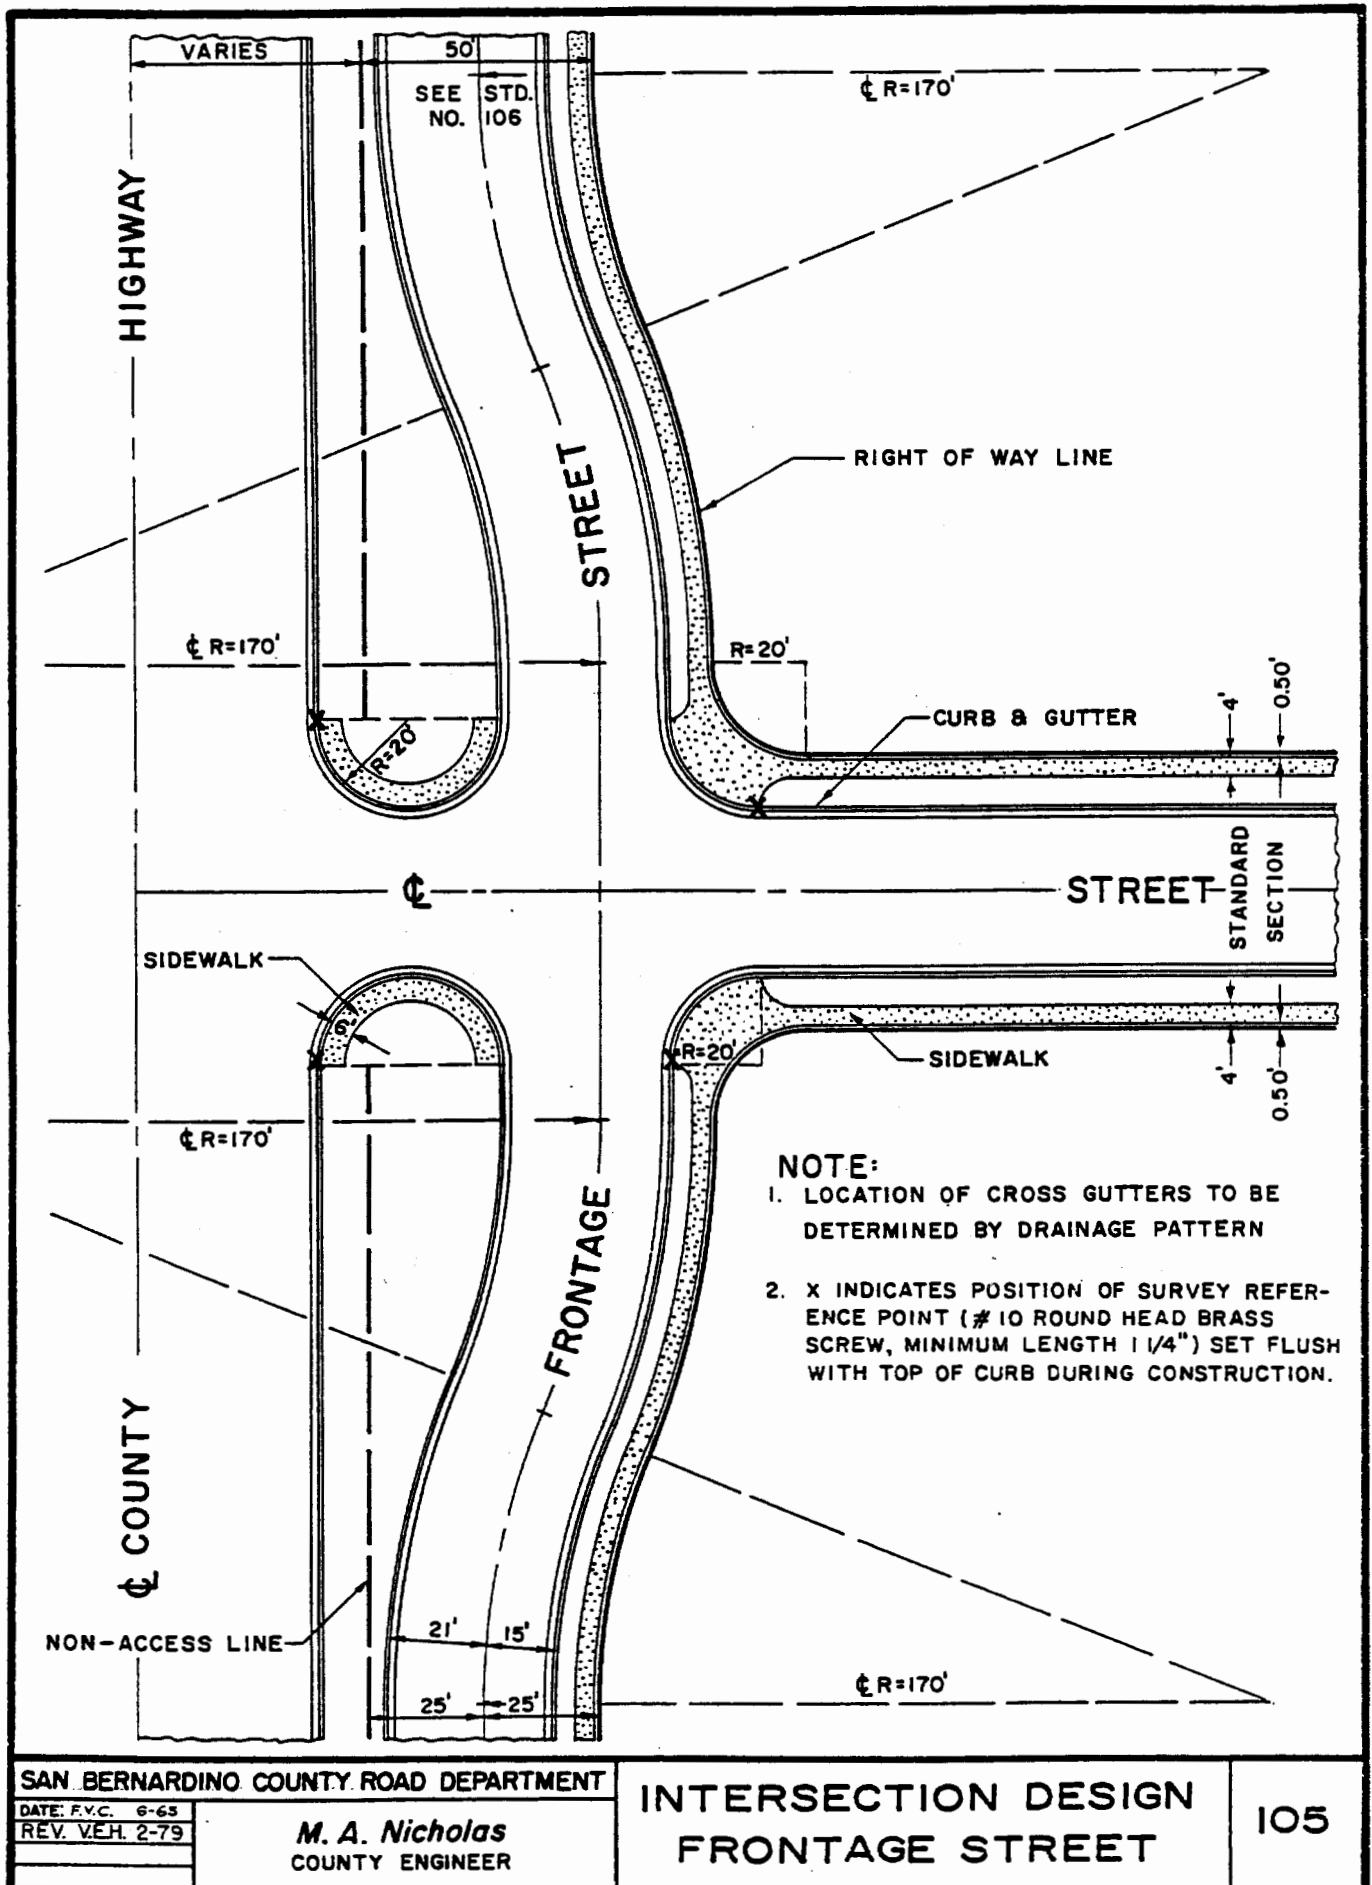 VARIES
50'
SEE STD.
NO. 106
℄ R=170'
HIGHWAY
STREET
RIGHT OF WAY LINE
℄ R=170'
R=20'
4'
0.50'
R=20'
CURB & GUTTER
℄
STREET
STANDARD
SECTION
SIDEWALK
R=20'
SIDEWALK
4'
0.50'
℄ R=170'
NOTE:
1. LOCATION OF CROSS GUTTERS TO BE
DETERMINED BY DRAINAGE PATTERN
2. X INDICATES POSITION OF SURVEY REFER-
ENCE POINT (# 10 ROUND HEAD BRASS
SCREW, MINIMUM LENGTH 1 1/4") SET FLUSH
WITH TOP OF CURB DURING CONSTRUCTION.
FRONTAGE
℄ COUNTY
NON-ACCESS LINE
21'
15'
25'
25'
℄ R=170'
SAN BERNARDINO COUNTY ROAD DEPARTMENT
DATE: F.V.C. 6-65
REV. V.E.H. 2-79
M. A. Nicholas
COUNTY ENGINEER
INTERSECTION DESIGN
FRONTAGE STREET
105